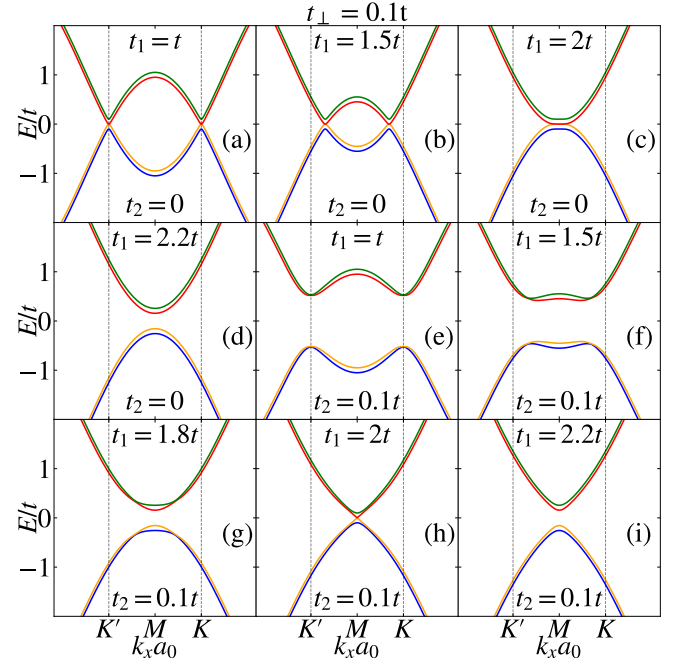 t⊥ = 0.1t
t₁ = t
t₁ = 1.5t
t₁ = 2t
E/t
1
−1
(a)
(b)
(c)
t₂ = 0
t₂ = 0
t₂ = 0
t₁ = 2.2t
t₁ = t
t₁ = 1.5t
E/t
1
0
−1
(d)
(e)
(f)
t₂ = 0
t₂ = 0.1t
t₂ = 0.1t
t₁ = 1.8t
t₁ = 2t
t₁ = 2.2t
E/t
1
0
−1
(g)
(h)
(i)
t₂ = 0.1t
t₂ = 0.1t
t₂ = 0.1t
K′ M K
K′ M K
K′ M K
kₓa₀
kₓa₀
kₓa₀